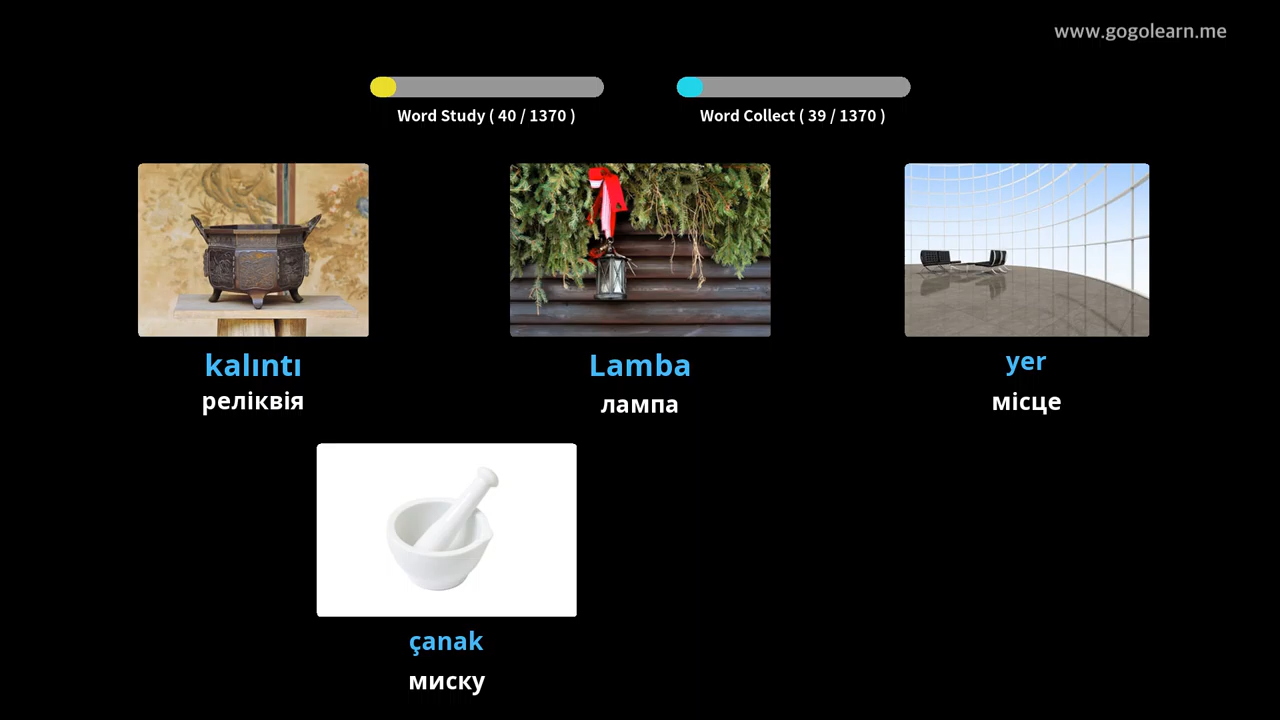 www.gogolearn.me
Word Study ( 40 / 1370 )
Word Collect ( 39 / 1370 )
kalıntı
реліквія
Lamba
лампа
yer
місце
çanak
миску